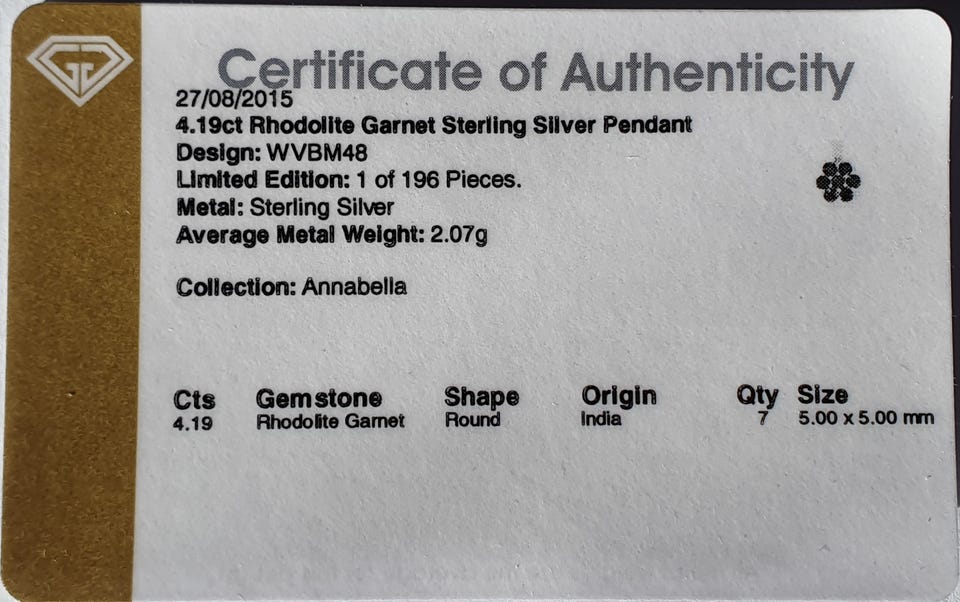 Certificate of Authenticity
27/08/2015
4.19ct Rhodolite Garnet Sterling Silver Pendant
Design: WVBM48
Limited Edition: 1 of 196 Pieces.
Metal: Sterling Silver
Average Metal Weight: 2.07g
Collection: Annabella
Cts Gemstone Shape Origin Qty Size
4.19 Rhodolite Garnet Round India 7 5.00 x 5.00 mm